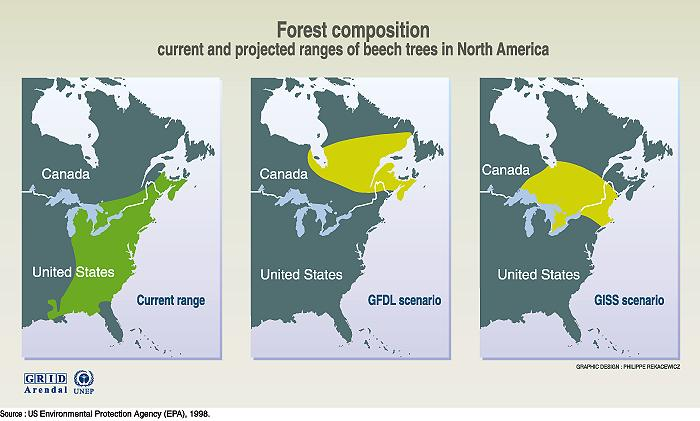 Forest composition
current and projected ranges of beech trees in North America
Canada
United States
Current range
Canada
United States
GFDL scenario
Canada
United States
GISS scenario
GRAPHIC DESIGN : PHILIPPE REKACEWICZ
GRID
Arendal
UNEP
Source : US Environmental Protection Agency (EPA), 1998.